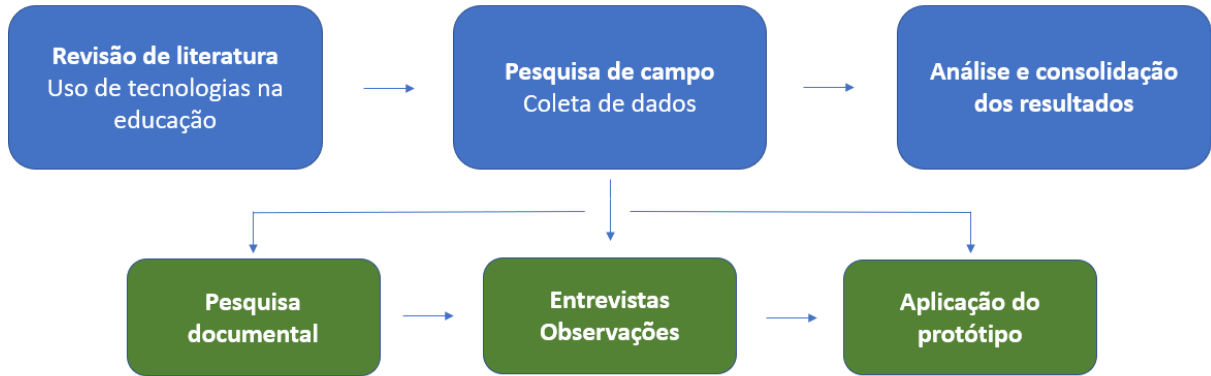 Revisão de literatura
Uso de tecnologias na
educação
Pesquisa de campo
Coleta de dados
Análise e consolidação
dos resultados
Pesquisa
documental
Entrevistas
Observações
Aplicação do
protótipo